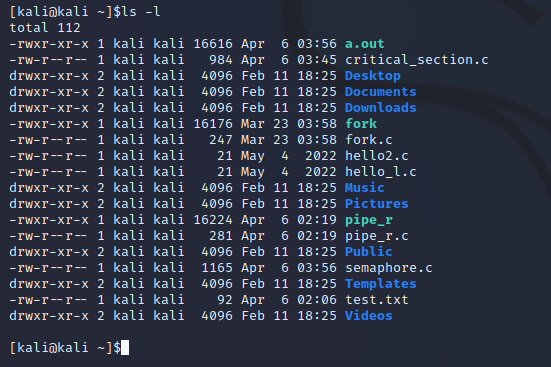 [kali@kali ~]$ls -l
total 112
-rwxr-xr-x 1 kali kali 16616 Apr  6 03:56 a.out
-rw-r--r-- 1 kali kali   984 Apr  6 03:45 critical_section.c
drwxr-xr-x 2 kali kali  4096 Feb 11 18:25 Desktop
drwxr-xr-x 2 kali kali  4096 Feb 11 18:25 Documents
drwxr-xr-x 2 kali kali  4096 Feb 11 18:25 Downloads
-rwxr-xr-x 1 kali kali 16176 Mar 23 03:58 fork
-rw-r--r-- 1 kali kali   247 Mar 23 03:58 fork.c
-rw-r--r-- 1 kali kali    21 May  4  2022 hello2.c
-rw-r--r-- 1 kali kali    21 May  4  2022 hello_l.c
drwxr-xr-x 2 kali kali  4096 Feb 11 18:25 Music
drwxr-xr-x 2 kali kali  4096 Feb 11 18:25 Pictures
-rwxr-xr-x 1 kali kali 16224 Apr  6 02:19 pipe_r
-rw-r--r-- 1 kali kali   281 Apr  6 02:19 pipe_r.c
drwxr-xr-x 2 kali kali  4096 Feb 11 18:25 Public
-rw-r--r-- 1 kali kali  1165 Apr  6 03:56 semaphore.c
drwxr-xr-x 2 kali kali  4096 Feb 11 18:25 Templates
-rw-r--r-- 1 kali kali    92 Apr  6 02:06 test.txt
drwxr-xr-x 2 kali kali  4096 Feb 11 18:25 Videos
[kali@kali ~]$